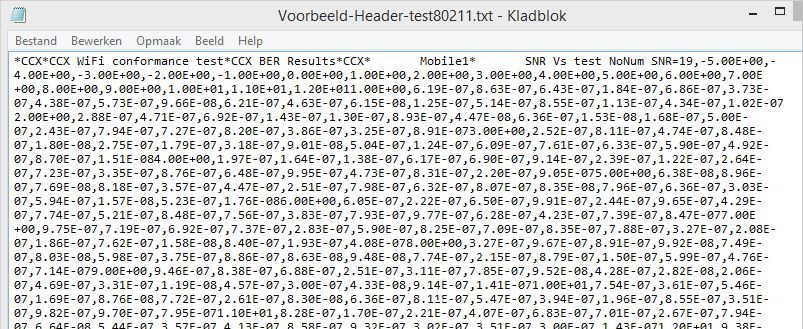 Voorbeeld-Header-test80211.txt - Kladblok
Bestand Bewerken Opmaak Beeld Help
*CCX*CCX WiFi conformance test*CCX BER Results*CCX* Mobile1* SNR Vs test NoNum SNR=19,-5.00E+00,-
4.00E+00,-3.00E+00,-2.00E+00,-1.00E+00,0.00E+00,1.00E+00,2.00E+00,3.00E+00,4.00E+00,5.00E+00,6.00E+00,7.00E
+00,8.00E+00,9.00E+00,1.00E+01,1.10E+01,1.20E+011.00E+00,6.19E-07,8.63E-07,6.43E-07,1.84E-07,6.86E-07,3.73E-
07,4.38E-07,5.73E-07,9.66E-08,6.21E-07,4.63E-07,6.15E-08,1.25E-07,5.14E-07,8.55E-07,1.13E-07,4.34E-07,1.02E-07
2.00E+00,2.88E-07,4.71E-07,6.92E-07,1.43E-07,1.30E-07,8.93E-07,4.47E-08,6.36E-07,1.53E-08,1.68E-07,5.00E-
07,2.43E-07,7.94E-07,7.27E-07,8.20E-07,3.86E-07,3.25E-07,8.91E-073.00E+00,2.52E-07,8.11E-07,4.74E-07,8.48E-
07,1.80E-08,2.75E-07,1.79E-07,3.18E-07,9.01E-08,5.04E-07,1.24E-07,6.09E-07,7.61E-07,6.33E-07,5.90E-07,4.92E-
07,8.70E-07,1.51E-084.00E+00,1.97E-07,1.64E-07,1.38E-07,6.17E-07,6.90E-07,9.14E-07,2.39E-07,1.22E-07,2.64E-
07,7.23E-07,3.35E-07,8.76E-07,6.48E-07,9.95E-07,4.73E-07,8.31E-07,2.20E-07,9.05E-075.00E+00,6.38E-08,8.96E-
07,7.69E-08,8.18E-07,3.57E-07,4.47E-07,2.51E-07,7.98E-07,6.32E-07,8.07E-07,8.35E-08,7.96E-07,6.36E-07,3.03E-
07,5.94E-07,1.57E-08,5.23E-07,1.76E-086.00E+00,6.05E-07,2.22E-07,6.50E-07,9.91E-07,2.44E-07,9.65E-07,4.29E-
07,7.74E-07,5.21E-07,8.48E-07,7.56E-07,3.83E-07,7.93E-07,9.77E-07,6.28E-07,4.23E-07,7.39E-07,8.47E-077.00E
+00,9.75E-07,7.19E-07,6.92E-07,7.37E-07,2.83E-07,5.90E-07,8.25E-07,7.09E-07,8.35E-07,7.88E-07,3.27E-07,2.08E-
07,1.86E-07,7.62E-07,1.58E-08,8.40E-07,1.93E-07,4.08E-078.00E+00,3.27E-07,9.67E-07,8.91E-07,9.92E-08,7.49E-
07,8.03E-08,5.98E-07,3.75E-07,8.86E-07,8.63E-08,9.48E-08,7.74E-07,2.15E-07,8.79E-07,1.50E-07,5.99E-07,4.76E-
07,7.14E-079.00E+00,9.46E-07,8.38E-07,6.88E-07,2.51E-07,3.11E-07,7.85E-07,9.52E-08,4.28E-07,2.82E-08,2.06E-
07,4.69E-07,3.31E-07,1.19E-08,4.57E-07,3.00E-07,4.33E-08,9.14E-07,1.41E-071.00E+01,7.54E-07,3.61E-07,5.46E-
07,1.69E-07,8.76E-08,7.72E-07,2.61E-07,8.30E-08,6.36E-07,8.11E-07,5.47E-07,3.94E-07,1.96E-07,8.55E-07,3.51E-
07,9.82E-07,9.70E-07,7.95E-071.10E+01,8.28E-07,1.70E-07,2.21E-07,4.07E-07,6.83E-07,7.01E-07,2.67E-07,7.94E-